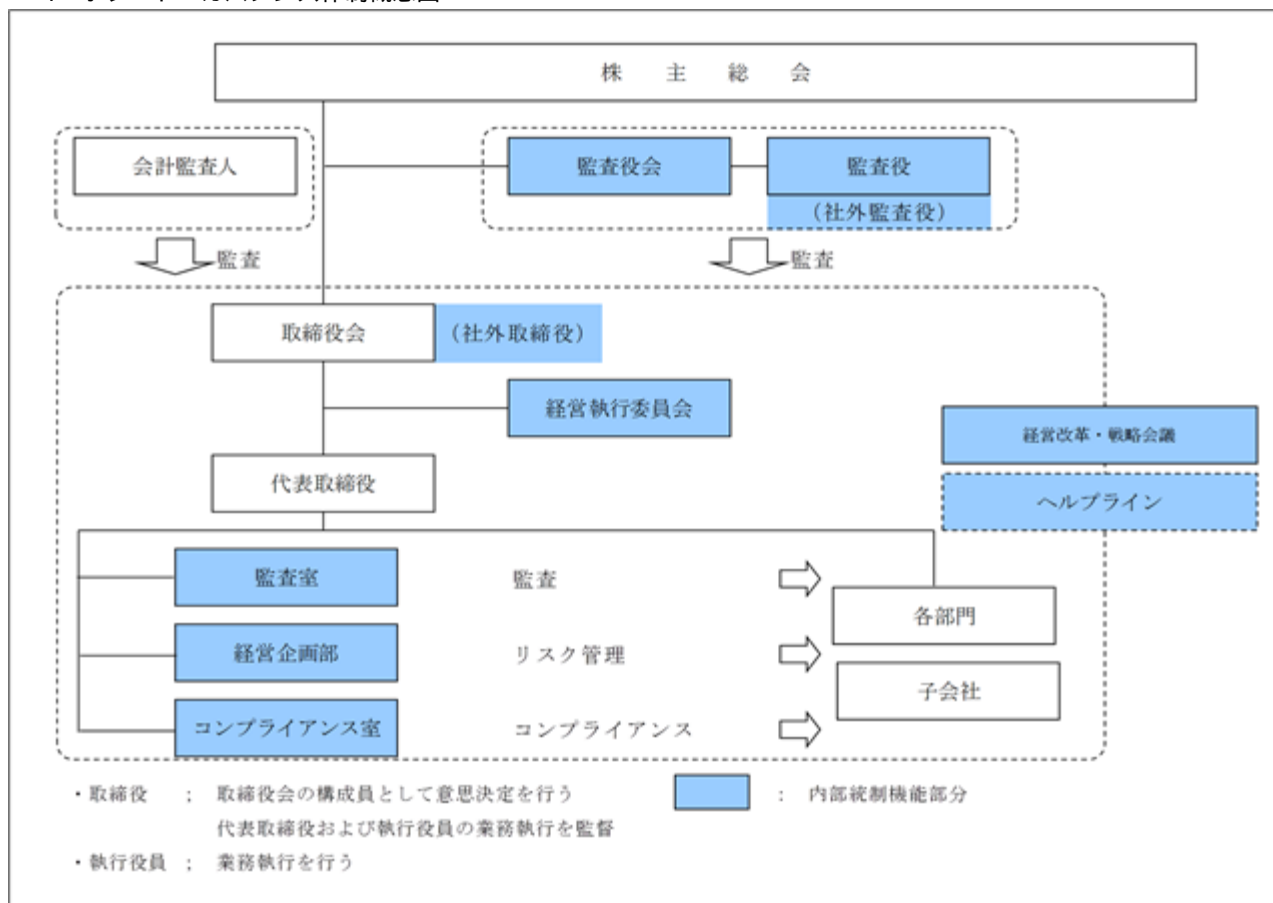 株主総会
会計監査人
監査役会
監査役
（社外監査役）
監査
監査
取締役会
（社外取締役）
経営執行委員会
経営改革・戦略会議
代表取締役
ヘルプライン
監査室
監査
各部門
経営企画部
リスク管理
子会社
コンプライアンス室
コンプライアンス
・取締役 ； 取締役会の構成員として意思決定を行う
： 内部統制機能部分
代表取締役および執行役員の業務執行を監督
・執行役員 ； 業務執行を行う